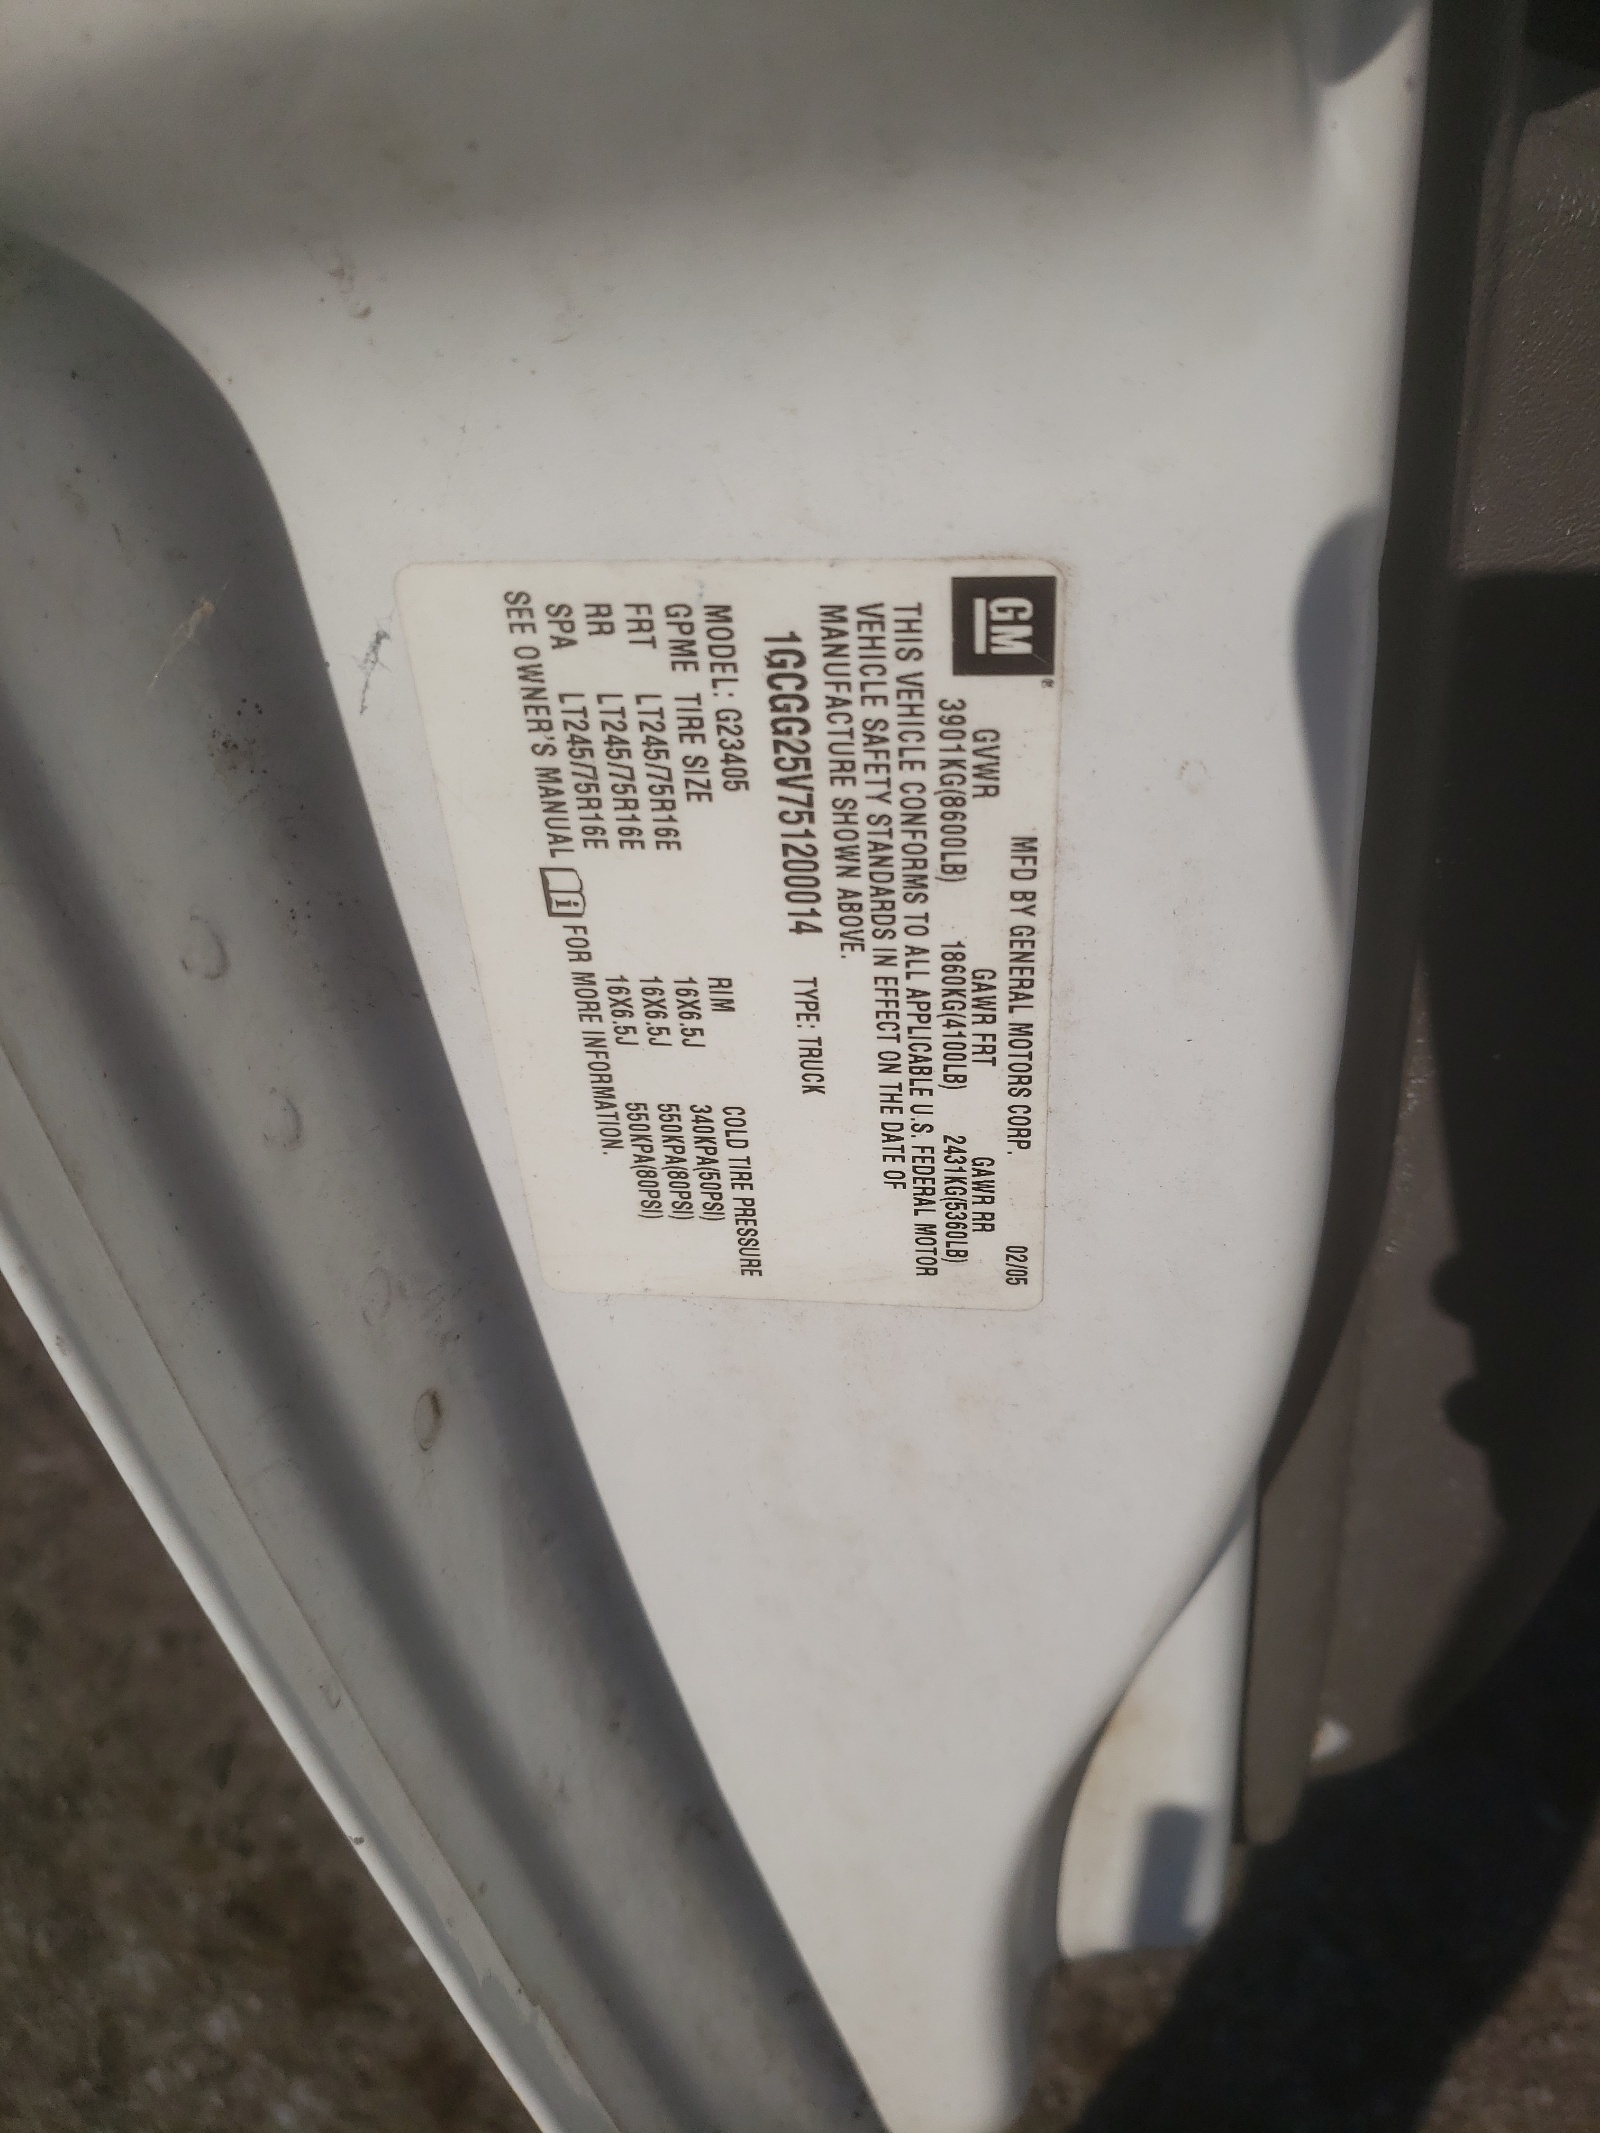 GM®
MFD BY GENERAL MOTORS CORP. 02/05
GVWR GAWR FRT GAWR RR
3901KG(8600LB) 1860KG(4100LB) 2431KG(5360LB)
THIS VEHICLE CONFORMS TO ALL APPLICABLE U.S. FEDERAL MOTOR
VEHICLE SAFETY STANDARDS IN EFFECT ON THE DATE OF
MANUFACTURE SHOWN ABOVE.
1GCGG25V751200014 TYPE: TRUCK
MODEL: G23405
GPME TIRE SIZE RIM COLD TIRE PRESSURE
FRT LT245/75R16E 16X6.5J 340KPA(50PSI)
RR LT245/75R16E 16X6.5J 550KPA(80PSI)
SPA LT245/75R16E 16X6.5J 550KPA(80PSI)
SEE OWNER'S MANUAL i FOR MORE INFORMATION.